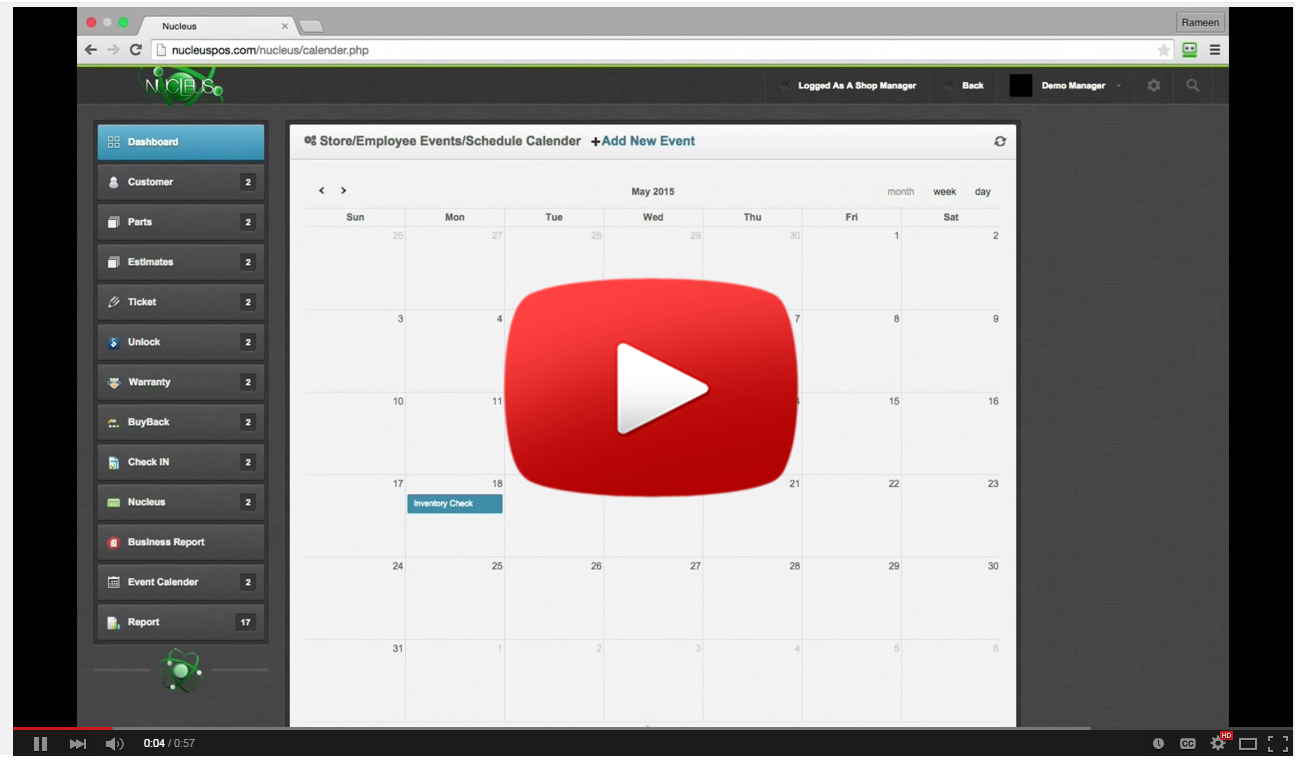 Nucleus
Rameen
nucleuspos.com/nucleus/calender.php
NUCLEUS
Logged As A Shop Manager
Back
Demo Manager
Dashboard
Customer 2
Parts 2
Estimates 2
Ticket 2
Unlock 2
Warranty 2
BuyBack 2
Check IN 2
Nucleus 2
Business Report
Event Calender 2
Report 17
Store/Employee Events/Schedule Calender +Add New Event
May 2015
month week day
Sun Mon Tue Wed Thu Fri Sat
26 27 28 29 30 1 2
3 4 7 8 9
10 11 15 16
17 18 21 22 23
Inventory Check
24 25 26 27 28 29 30
31 1 2 3 4 5 6
0:04 / 0:57
CC
HD